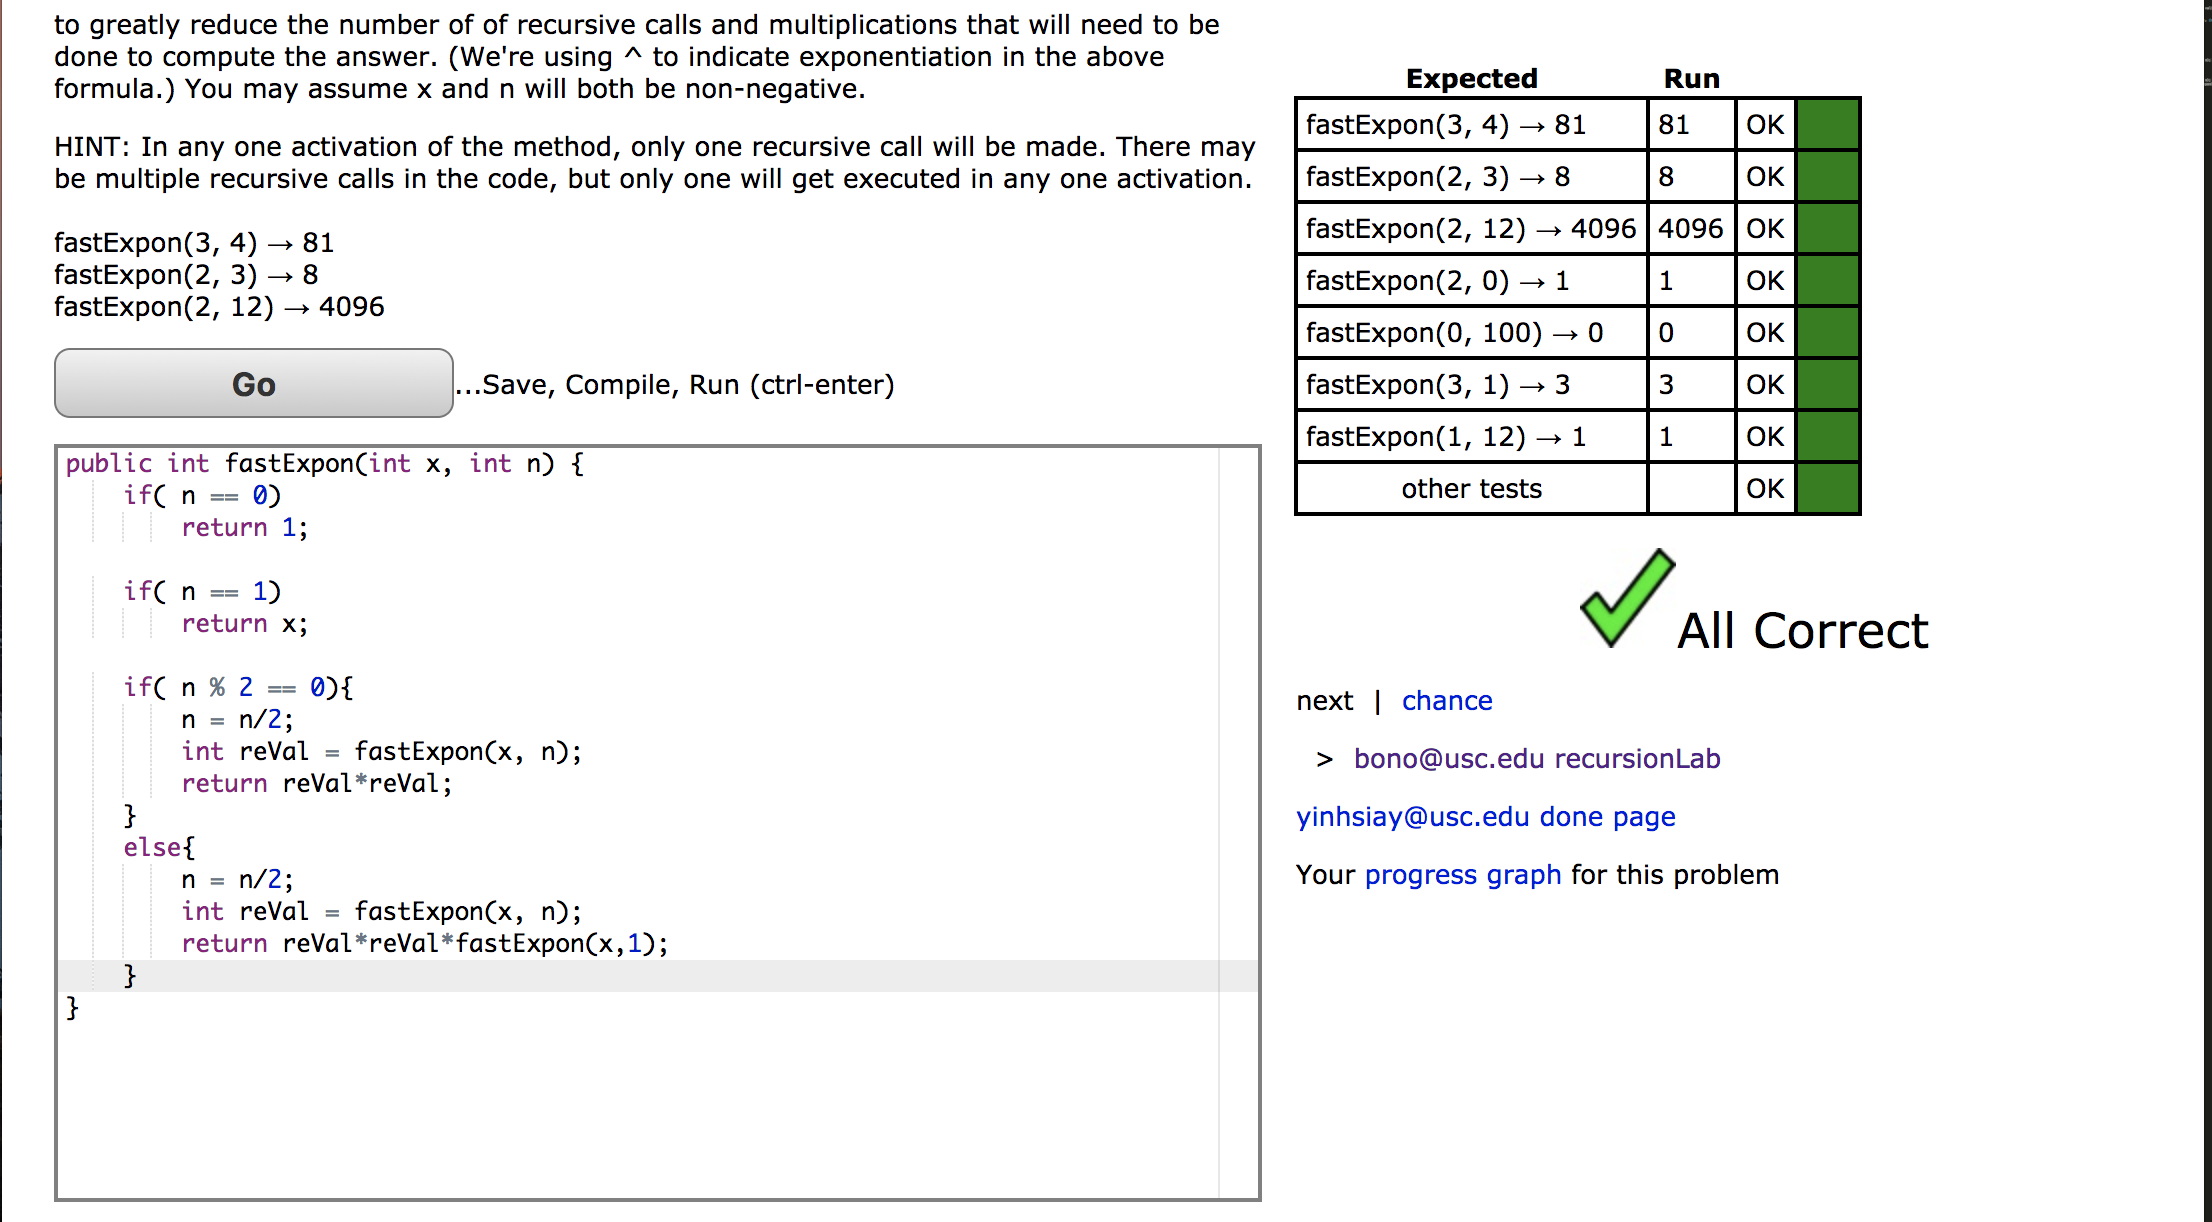 to greatly reduce the number of of recursive calls and multiplications that will need to be
done to compute the answer. (We're using ^ to indicate exponentiation in the above
formula.) You may assume x and n will both be non-negative.
HINT: In any one activation of the method, only one recursive call will be made. There may
be multiple recursive calls in the code, but only one will get executed in any one activation.
fastExpon(3, 4) → 81
fastExpon(2, 3) → 8
fastExpon(2, 12) → 4096
Go ...Save, Compile, Run (ctrl-enter)
public int fastExpon(int x, int n) {
    if( n == 0)
        return 1;
    if( n == 1)
        return x;
    if( n % 2 == 0){
        n = n/2;
        int reVal = fastExpon(x, n);
        return reVal*reVal;
    }
    else{
        n = n/2;
        int reVal = fastExpon(x, n);
        return reVal*reVal*fastExpon(x,1);
    }
}
Expected Run
fastExpon(3, 4) → 81 81 OK
fastExpon(2, 3) → 8 8 OK
fastExpon(2, 12) → 4096 4096 OK
fastExpon(2, 0) → 1 1 OK
fastExpon(0, 100) → 0 0 OK
fastExpon(3, 1) → 3 3 OK
fastExpon(1, 12) → 1 1 OK
other tests OK
All Correct
next | chance
> bono@usc.edu recursionLab
yinhsiay@usc.edu done page
Your progress graph for this problem